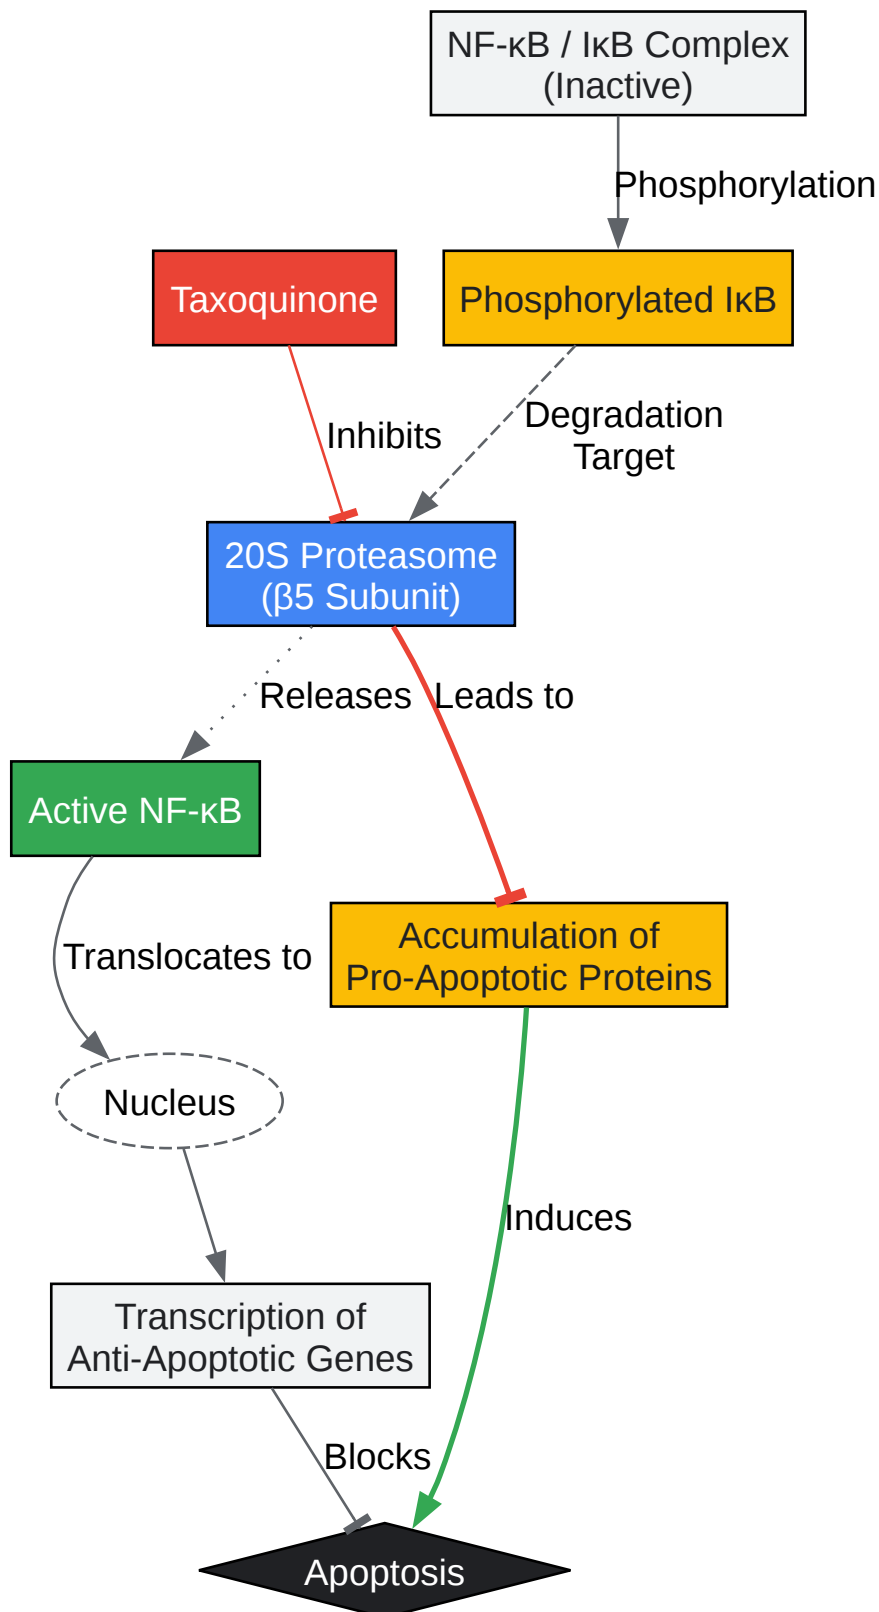 NF-κB / IκB Complex
(Inactive)
Phosphorylation
Taxoquinone
Phosphorylated IκB
Inhibits
Degradation
Target
20S Proteasome
(β5 Subunit)
Releases
Leads to
Active NF-κB
Accumulation of
Pro-Apoptotic Proteins
Translocates to
Nucleus
Induces
Transcription of
Anti-Apoptotic Genes
Blocks
Apoptosis